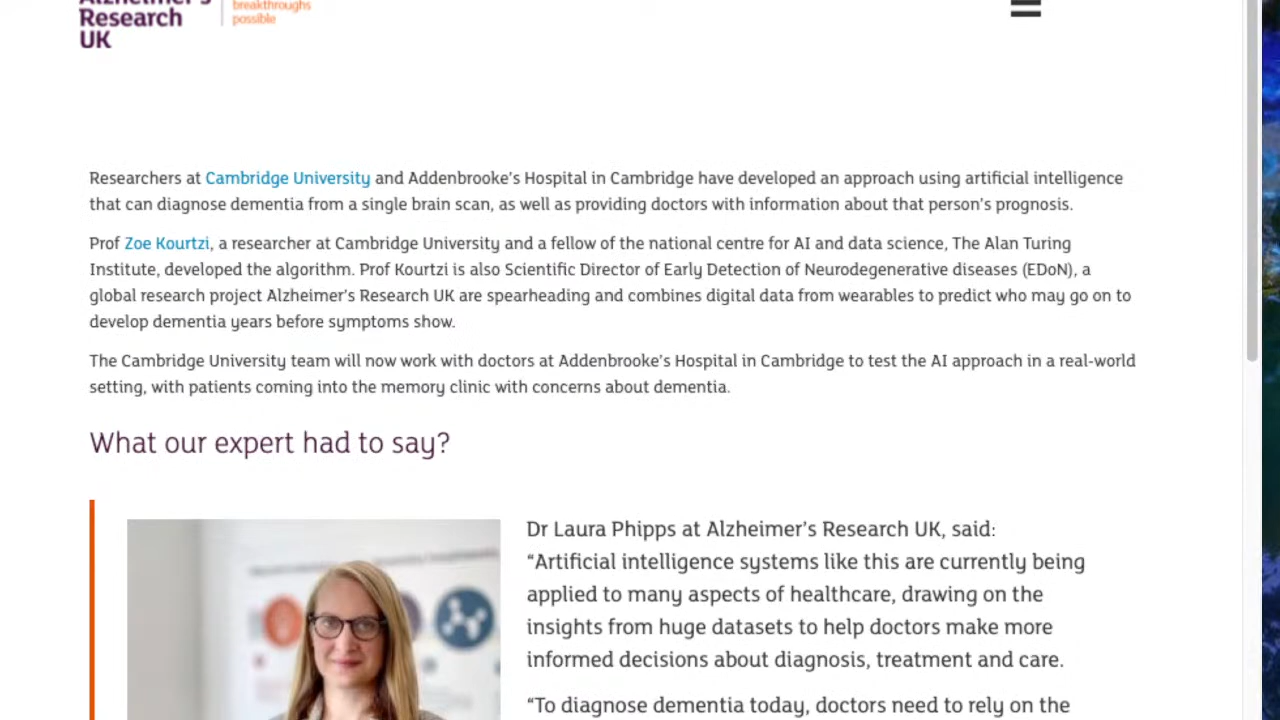 Alzheimer's
Research
UK
breakthroughs
possible
Researchers at Cambridge University and Addenbrooke's Hospital in Cambridge have developed an approach using artificial intelligence
that can diagnose dementia from a single brain scan, as well as providing doctors with information about that person's prognosis.
Prof Zoe Kourtzi, a researcher at Cambridge University and a fellow of the national centre for AI and data science, The Alan Turing
Institute, developed the algorithm. Prof Kourtzi is also Scientific Director of Early Detection of Neurodegenerative diseases (EDoN), a
global research project Alzheimer's Research UK are spearheading and combines digital data from wearables to predict who may go on to
develop dementia years before symptoms show.
The Cambridge University team will now work with doctors at Addenbrooke's Hospital in Cambridge to test the AI approach in a real-world
setting, with patients coming into the memory clinic with concerns about dementia.
What our expert had to say?
Dr Laura Phipps at Alzheimer's Research UK, said:
“Artificial intelligence systems like this are currently being
applied to many aspects of healthcare, drawing on the
insights from huge datasets to help doctors make more
informed decisions about diagnosis, treatment and care.
“To diagnose dementia today, doctors need to rely on the